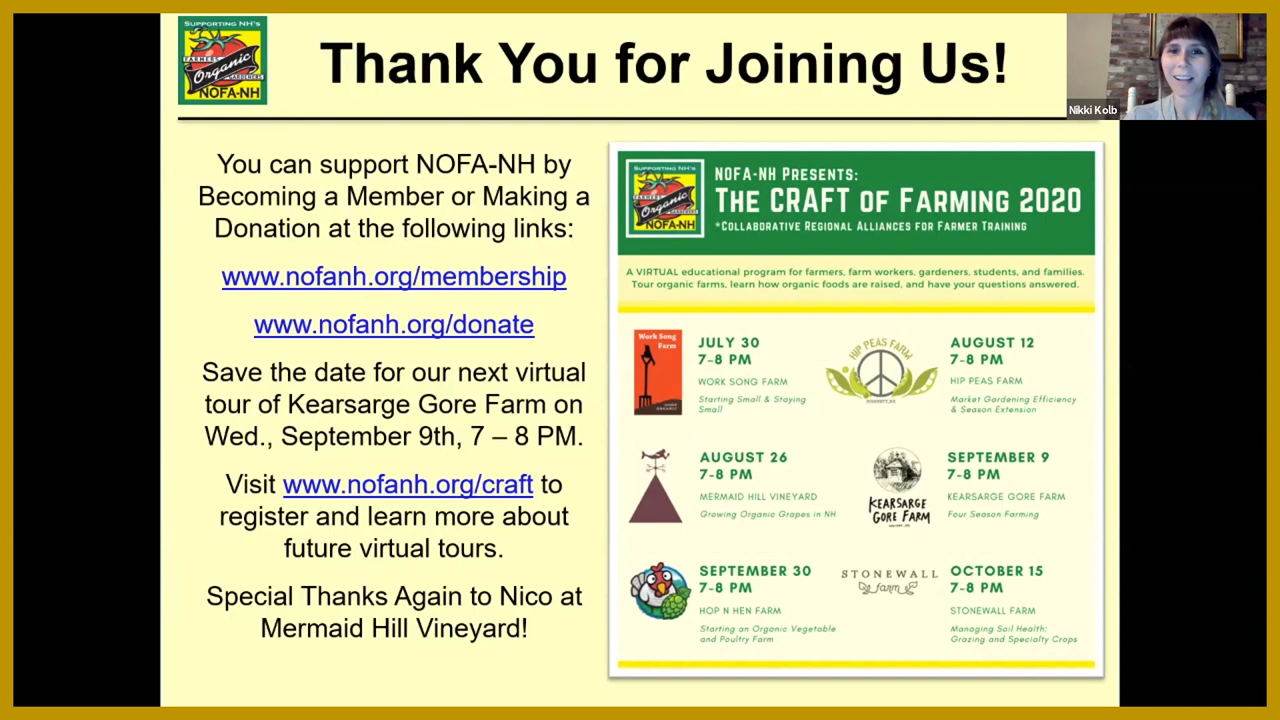 SUPPORTING NH'S
FARMERS
Organic
GARDENERS
NOFA-NH
Thank You for Joining Us!
Nikki Kolb
You can support NOFA-NH by
Becoming a Member or Making a
Donation at the following links:
www.nofanh.org/membership
www.nofanh.org/donate
Save the date for our next virtual
tour of Kearsarge Gore Farm on
Wed., September 9th, 7 – 8 PM.
Visit www.nofanh.org/craft to
register and learn more about
future virtual tours.
Special Thanks Again to Nico at
Mermaid Hill Vineyard!
SUPPORTING NH'S
FARMERS
Organic
GARDENERS
NOFA-NH
NOFA-NH PRESENTS:
THE CRAFT OF FARMING 2020
*COLLABORATIVE REGIONAL ALLIANCES FOR FARMER TRAINING
A VIRTUAL educational program for farmers, farm workers, gardeners, students, and families.
Tour organic farms, learn how organic foods are raised, and have your questions answered.
Work Song
Farm
JULY 30
7-8 PM
WORK SONG FARM
Starting Small & Staying
Small
HIP PEAS FARM
AUGUST 12
7-8 PM
HIP PEAS FARM
Market Gardening Efficiency
& Season Extension
AUGUST 26
7-8 PM
MERMAID HILL VINEYARD
Growing Organic Grapes in NH
KEARSARGE
GORE FARM
SEPTEMBER 9
7-8 PM
KEARSARGE GORE FARM
Four Season Farming
SEPTEMBER 30
7-8 PM
HOP N HEN FARM
Starting an Organic Vegetable
and Poultry Farm
STONEWALL
farm
OCTOBER 15
7-8 PM
STONEWALL FARM
Managing Soil Health:
Grazing and Specialty Crops